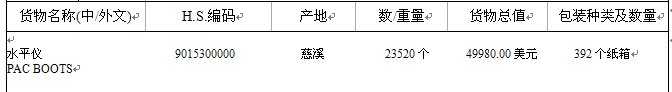 货物名称(中/外文) H.S.编码 产地 数/重量 货物总值 包装种类及数量
水平仪 9015300000 慈溪 23520 个 49980.00 美元 392 个纸箱
PAC BOOTS